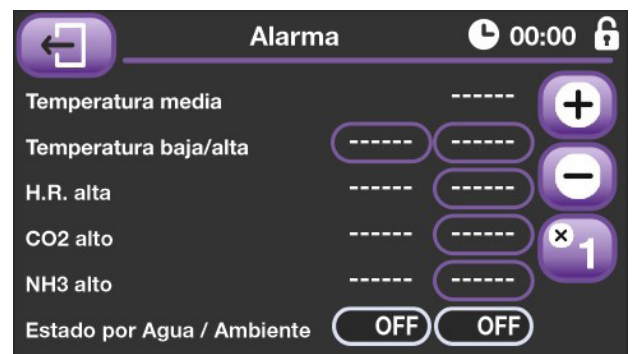 Alarma 00:00
Temperatura media ------
Temperatura baja/alta ------ ------
H.R. alta ------ ------
CO2 alto ------ ------
NH3 alto ------ ------
Estado por Agua / Ambiente OFF OFF
+
−
×1